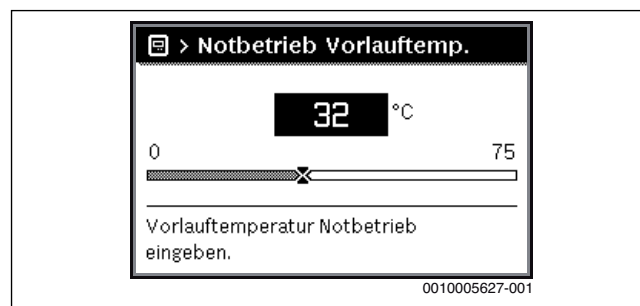 > Notbetrieb Vorlauftemp.
32 °C
0 75
Vorlauftemperatur Notbetrieb
eingeben.
0010005627-001